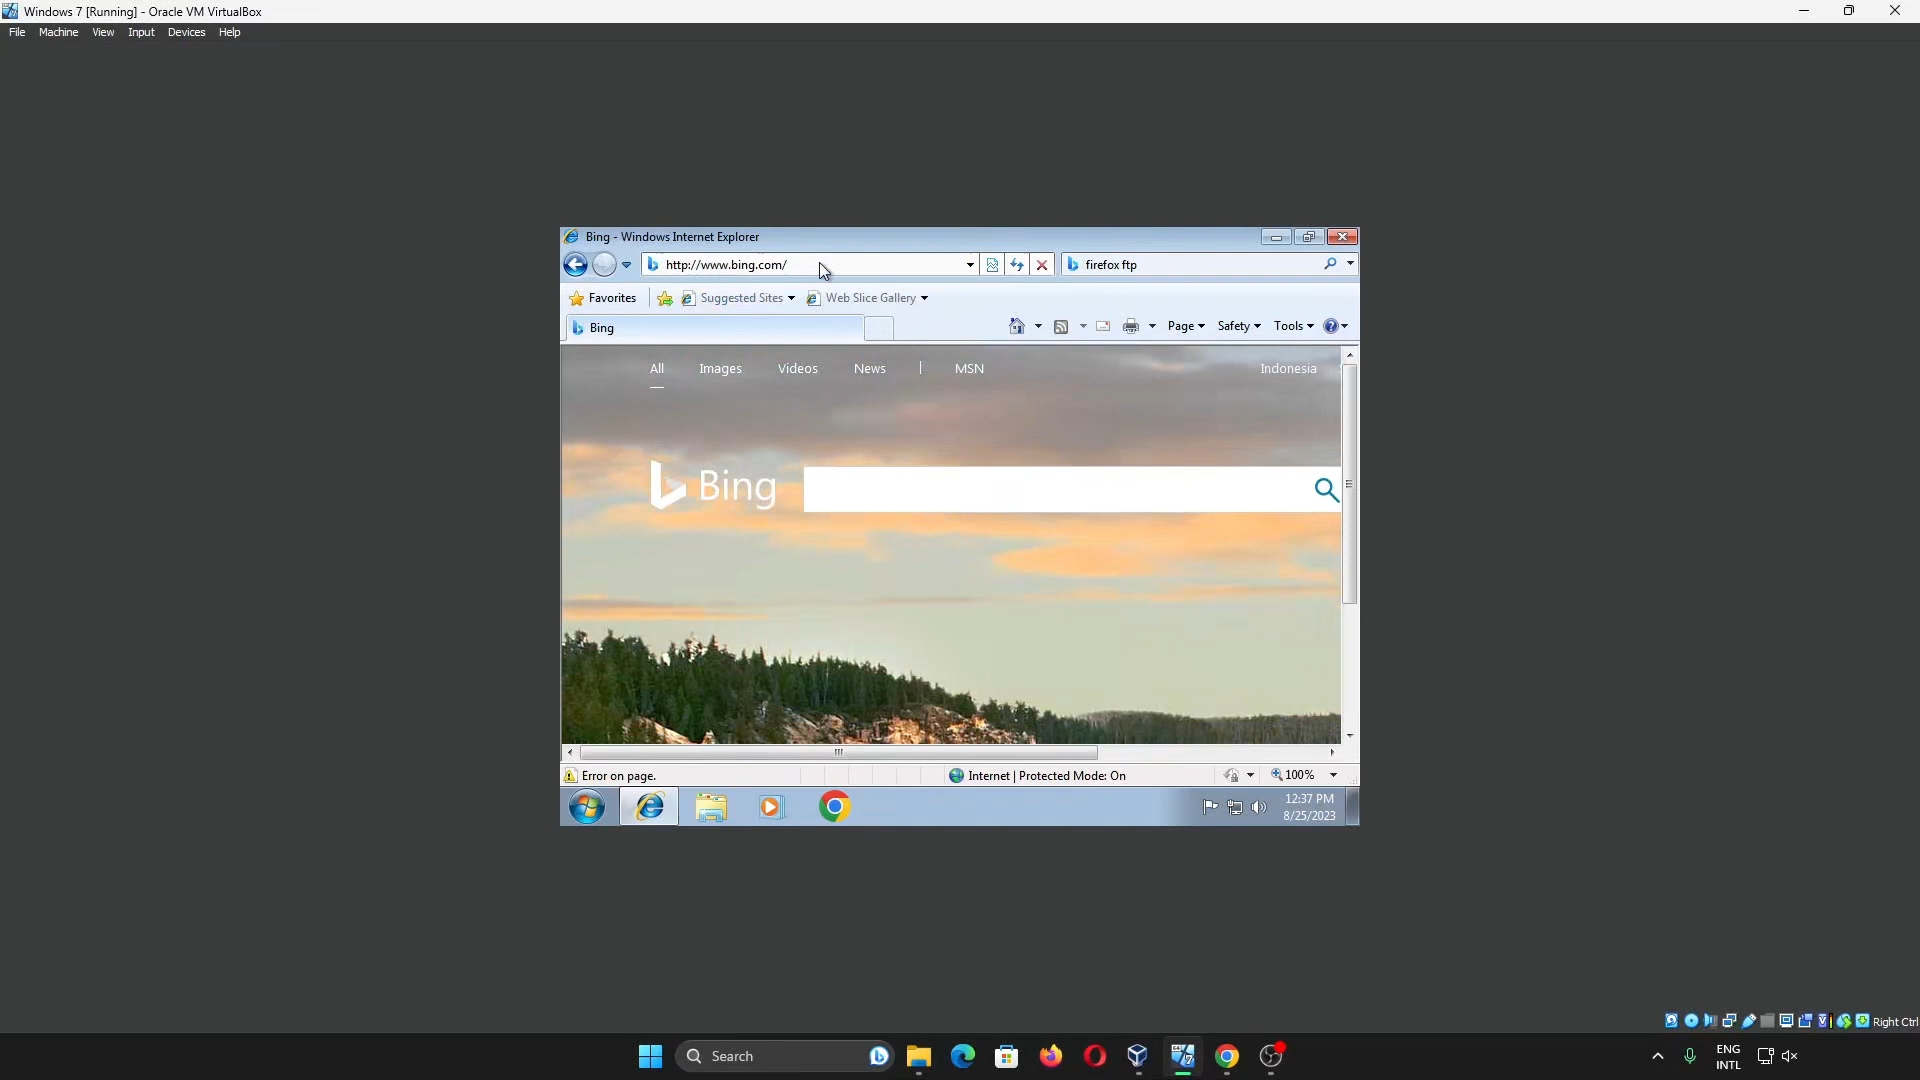 Windows 7 [Running] - Oracle VM VirtualBox
File Machine View Input Devices Help
Bing - Windows Internet Explorer
http://www.bing.com/
firefox ftp
Favorites
Suggested Sites
Web Slice Gallery
Bing
Page
Safety
Tools
All
Images
Videos
News
|
MSN
Indonesia
Bing
Error on page.
Internet | Protected Mode: On
100%
12:37 PM
8/25/2023
Right Ctrl
Search
ENG
INTL